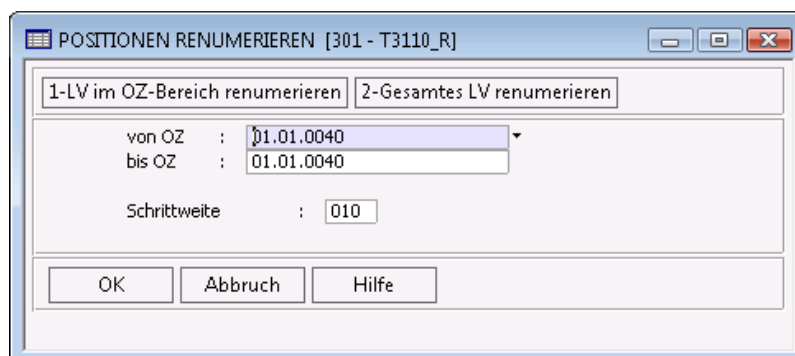 POSITIONEN RENUMERIEREN [301 - T3110_R]
1-LV im OZ-Bereich renumerieren 2-Gesamtes LV renumerieren
von OZ : 01.01.0040
bis OZ : 01.01.0040
Schrittweite : 010
OK Abbruch Hilfe